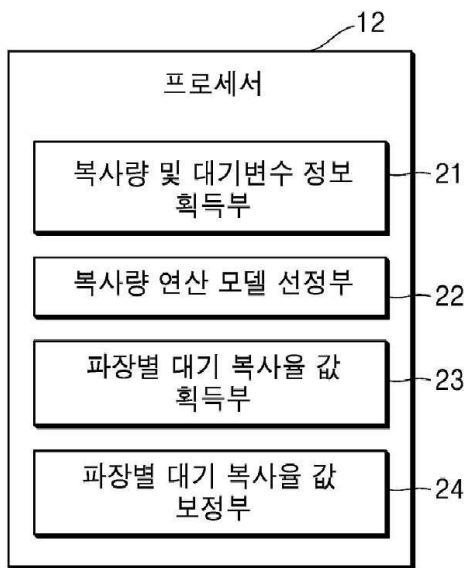 12
프로세서
복사량 및 대기변수 정보
획득부
21
복사량 연산 모델 선정부
22
파장별 대기 복사율 값
획득부
23
파장별 대기 복사율 값
보정부
24